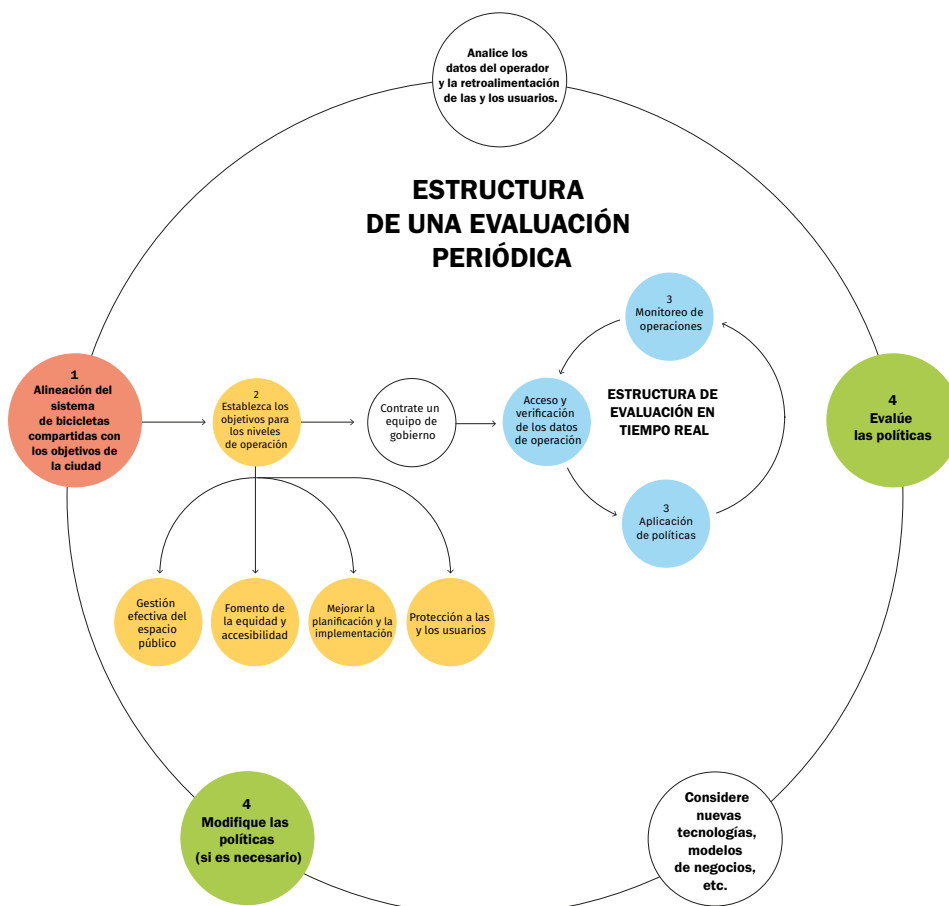 Analice los
datos del operador
y la retroalimentación
de las y los usuarios.
ESTRUCTURA
DE UNA EVALUACIÓN
PERIÓDICA
3
Monitoreo de
operaciones
1
Alineación del
sistema
de bicicletas
compartidas con
los objetivos de
la ciudad
2
Establezca los
objetivos para
los niveles
de operación
Contrate un
equipo de
gobierno
Acceso y
verificación
de los datos
de operación
ESTRUCTURA DE
EVALUACIÓN EN
TIEMPO REAL
4
Evalúe
las políticas
3
Aplicación
de políticas
Gestión
efectiva del
espacio
público
Fomento de
la equidad y
accesibilidad
Mejorar la
planificación y la
implementación
Protección a las
y los usuarios
4
Modifique las
políticas
(si es necesario)
Considere
nuevas
tecnologías,
modelos
de negocios,
etc.